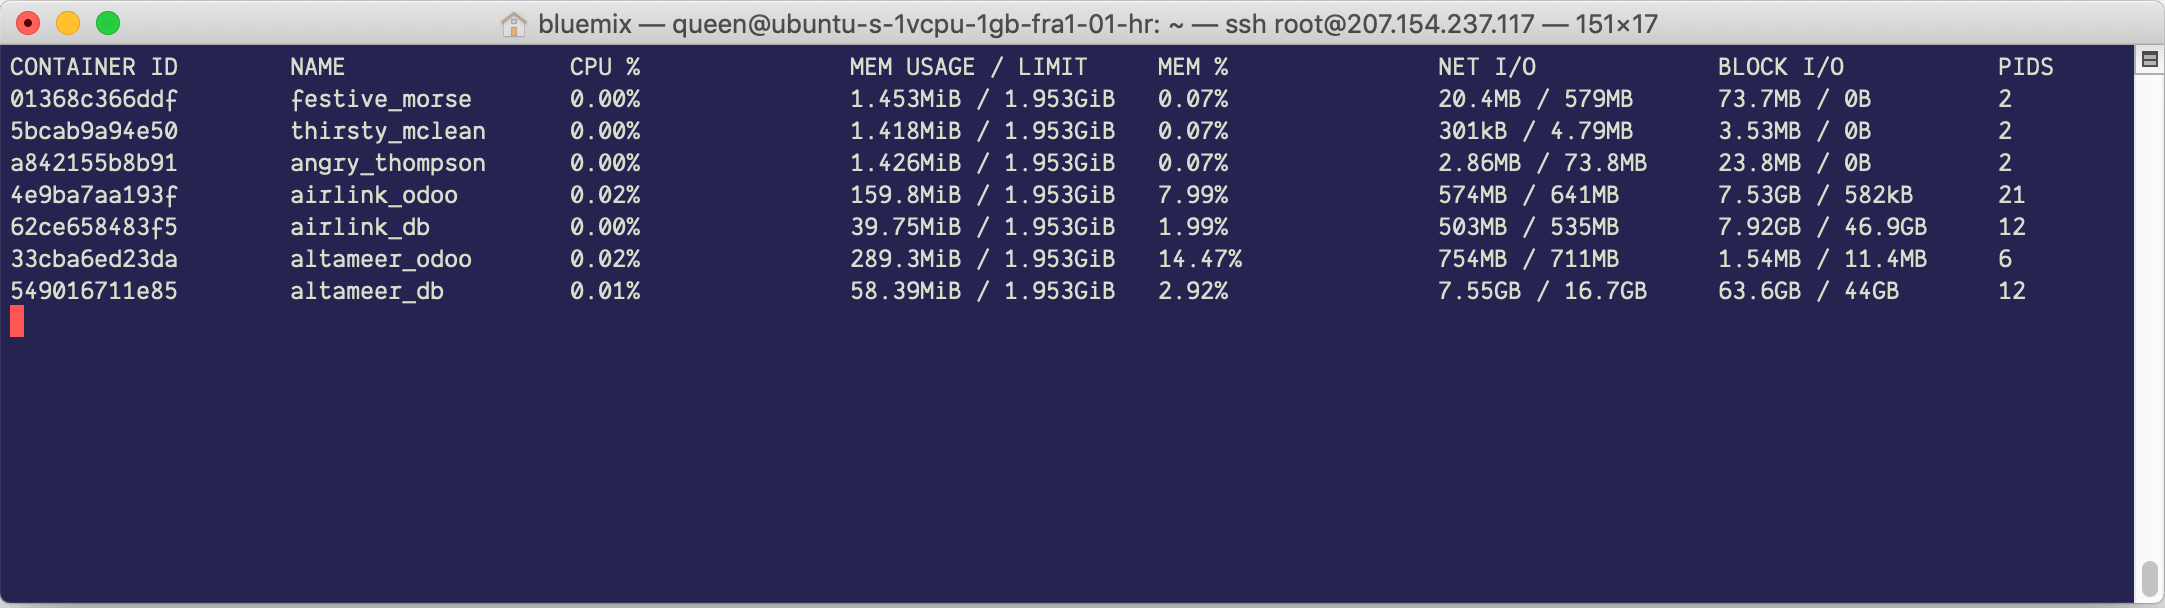 bluemix — queen@ubuntu-s-1vcpu-1gb-fra1-01-hr: ~ — ssh root@207.154.237.117 — 151×17
CONTAINER ID NAME CPU % MEM USAGE / LIMIT MEM % NET I/O BLOCK I/O PIDS
01368c366ddf festive_morse 0.00% 1.453MiB / 1.953GiB 0.07% 20.4MB / 579MB 73.7MB / 0B 2
5bcab9a94e50 thirsty_mclean 0.00% 1.418MiB / 1.953GiB 0.07% 301kB / 4.79MB 3.53MB / 0B 2
a842155b8b91 angry_thompson 0.00% 1.426MiB / 1.953GiB 0.07% 2.86MB / 73.8MB 23.8MB / 0B 2
4e9ba7aa193f airlink_odoo 0.02% 159.8MiB / 1.953GiB 7.99% 574MB / 641MB 7.53GB / 582kB 21
62ce658483f5 airlink_db 0.00% 39.75MiB / 1.953GiB 1.99% 503MB / 535MB 7.92GB / 46.9GB 12
33cba6ed23da altameer_odoo 0.02% 289.3MiB / 1.953GiB 14.47% 754MB / 711MB 1.54MB / 11.4MB 6
549016711e85 altameer_db 0.01% 58.39MiB / 1.953GiB 2.92% 7.55GB / 16.7GB 63.6GB / 44GB 12